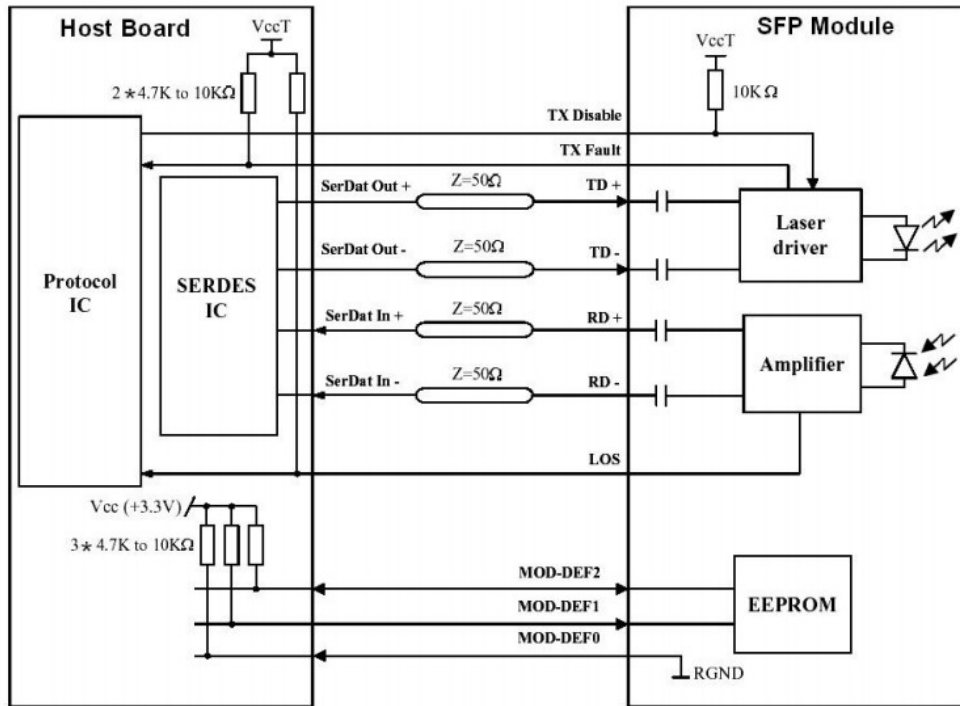 Host Board
SFP Module
VccT
VccT
2*4.7K to 10KΩ
10KΩ
TX Disable
TX Fault
SerDat Out +
Z=50Ω
TD +
SerDat Out -
Z=50Ω
TD -
Laser
driver
Protocol
IC
SERDES
IC
SerDat In +
Z=50Ω
RD +
SerDat In -
Z=50Ω
RD -
Amplifier
LOS
Vcc (+3.3V)
3*4.7K to 10KΩ
MOD-DEF2
MOD-DEF1
MOD-DEF0
EEPROM
RGND